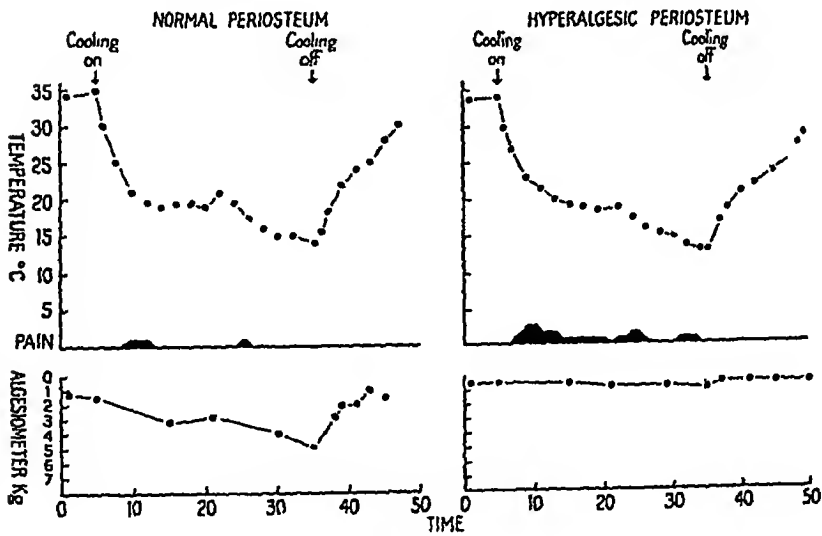 NORMAL PERIOSTEUM
HYPERALGESIC PERIOSTEUM
Cooling on
Cooling off
Cooling on
Cooling off
TEMPERATURE °C
35
30
25
20
15
10
5
PAIN
ALGESIOMETER Kg
0
1
2
3
4
5
6
7
0 10 20 30 40 50
0 10 20 30 40 50
TIME